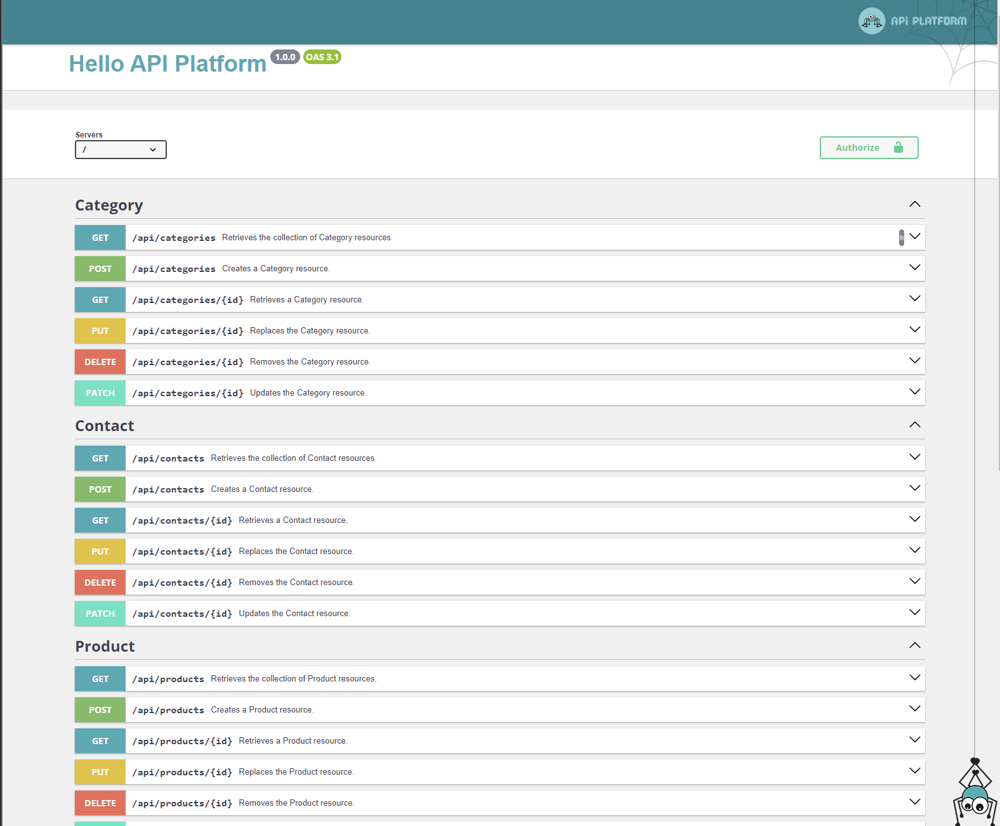 APi PLATFORM
Hello API Platform 1.0.0 OAS 3.1
Servers
/
Authorize
Category
GET /api/categories Retrieves the collection of Category resources.
POST /api/categories Creates a Category resource.
GET /api/categories/{id} Retrieves a Category resource.
PUT /api/categories/{id} Replaces the Category resource.
DELETE /api/categories/{id} Removes the Category resource.
PATCH /api/categories/{id} Updates the Category resource.
Contact
GET /api/contacts Retrieves the collection of Contact resources.
POST /api/contacts Creates a Contact resource.
GET /api/contacts/{id} Retrieves a Contact resource.
PUT /api/contacts/{id} Replaces the Contact resource.
DELETE /api/contacts/{id} Removes the Contact resource.
PATCH /api/contacts/{id} Updates the Contact resource.
Product
GET /api/products Retrieves the collection of Product resources.
POST /api/products Creates a Product resource.
GET /api/products/{id} Retrieves a Product resource.
PUT /api/products/{id} Replaces the Product resource.
DELETE /api/products/{id} Removes the Product resource.